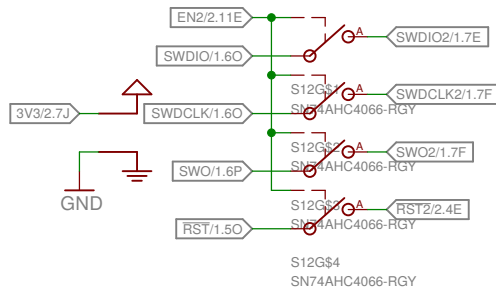 EN2/2.11E
A
SWDIO2/1.7E
SWDIO/1.6O
S12G$1
A
SWDCLK2/1.7F
3V3/2.7J
SWDCLK/1.6O
SN74AHC4066-RGY
S12G$2
A
SWO2/1.7F
SWO/1.6P
SN74AHC4066-RGY
GND
S12G$3
A
RST2/2.4E
RST/1.5O
SN74AHC4066-RGY
S12G$4
SN74AHC4066-RGY